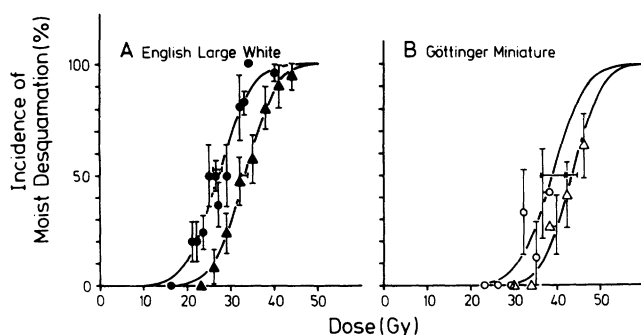 A English Large White
B Göttinger Miniature
Incidence of
Moist Desquamation (%)
100
50
0
0 10 20 30 40 50
0 10 20 30 40 50
Dose (Gy)